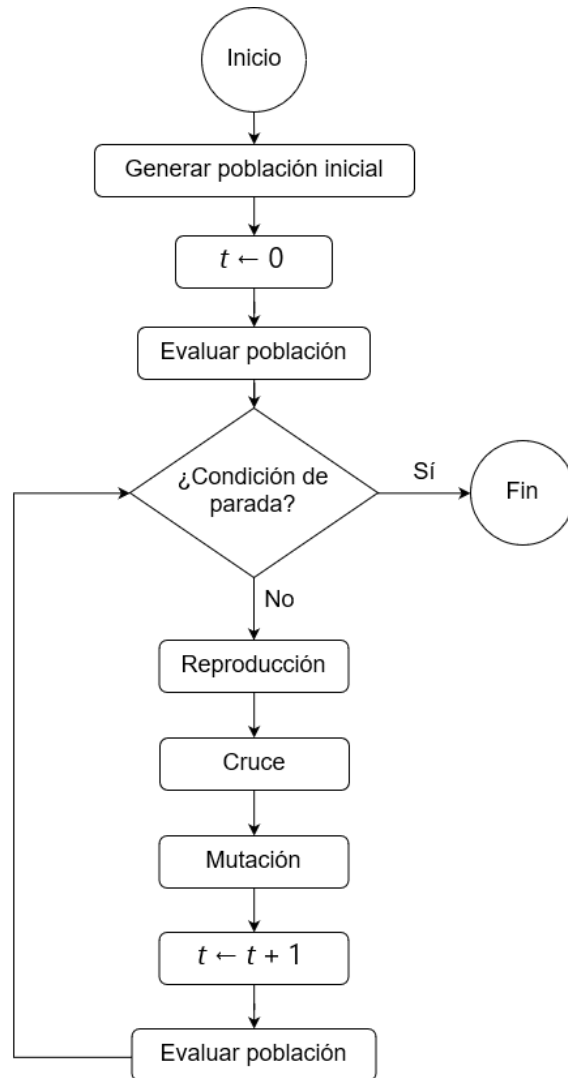 Inicio
Generar población inicial
t ← 0
Evaluar población
¿Condición de
parada?
Sí
Fin
No
Reproducción
Cruce
Mutación
t ← t + 1
Evaluar población